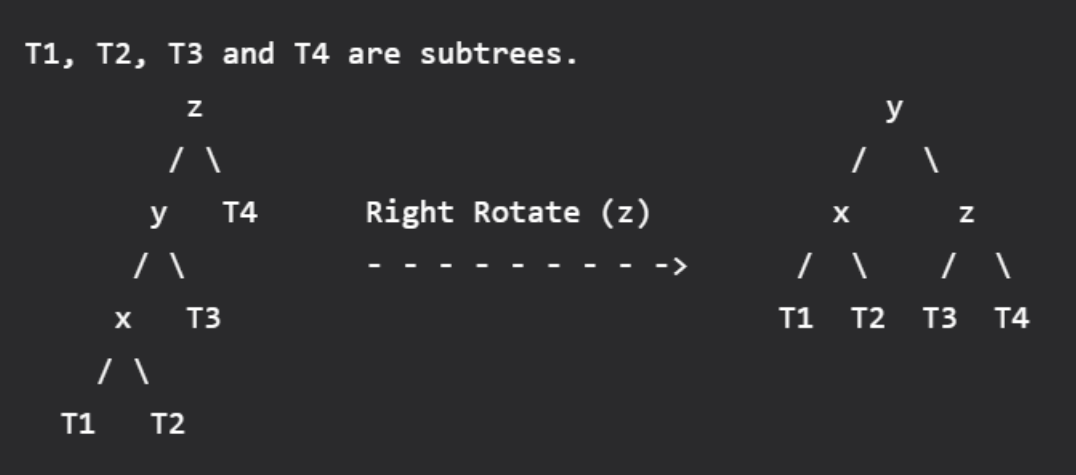 T1, T2, T3 and T4 are subtrees.
z y
/ \ / \
y T4 Right Rotate (z) x z
/ \ - - - - - - - - -> / \ / \
x T3 T1 T2 T3 T4
/ \
T1 T2